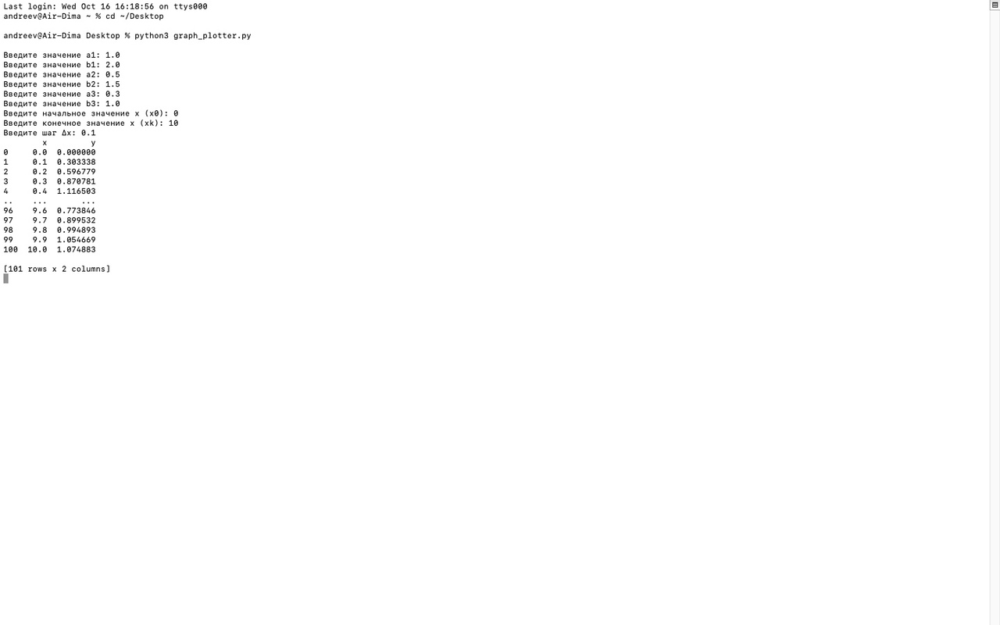 Last login: Wed Oct 16 16:18:56 on ttys000
andreev@Air-Dima ~ % cd ~/Desktop
andreev@Air-Dima Desktop % python3 graph_plotter.py
Введите значение a1: 1.0
Введите значение b1: 2.0
Введите значение a2: 0.5
Введите значение b2: 1.5
Введите значение a3: 0.3
Введите значение b3: 1.0
Введите начальное значение x (x0): 0
Введите конечное значение x (xk): 10
Введите шаг Δx: 0.1
        x         y
0     0.0  0.000000
1     0.1  0.303338
2     0.2  0.596779
3     0.3  0.870781
4     0.4  1.116503
..    ...       ...
96    9.6  0.773846
97    9.7  0.899532
98    9.8  0.994893
99    9.9  1.054669
100  10.0  1.074883
[101 rows x 2 columns]